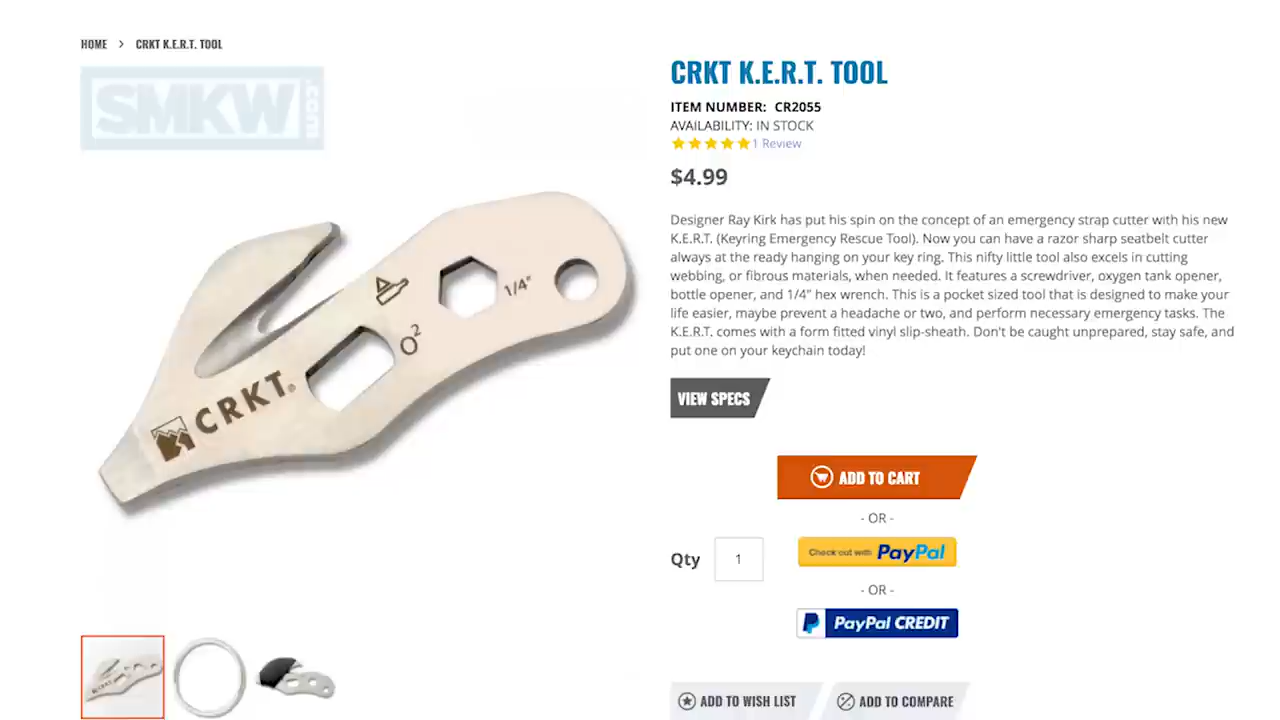 HOME > CRKT K.E.R.T. TOOL
SMKW.com
CRKT K.E.R.T. TOOL
ITEM NUMBER: CR2055
AVAILABILITY: IN STOCK
1 Review
$4.99
Designer Ray Kirk has put his spin on the concept of an emergency strap cutter with his new
K.E.R.T. (Keyring Emergency Rescue Tool). Now you can have a razor sharp seatbelt cutter
always at the ready hanging on your key ring. This nifty little tool also excels in cutting
webbing, or fibrous materials, when needed. It features a screwdriver, oxygen tank opener,
bottle opener, and 1/4" hex wrench. This is a pocket sized tool that is designed to make your
life easier, maybe prevent a headache or two, and perform necessary emergency tasks. The
K.E.R.T. comes with a form fitted vinyl slip-sheath. Don't be caught unprepared, stay safe, and
put one on your keychain today!
1/4"
O²
CRKT®
VIEW SPECS
ADD TO CART
- OR -
Qty 1
Check out with PayPal
- OR -
PayPal CREDIT
ADD TO WISH LIST
ADD TO COMPARE